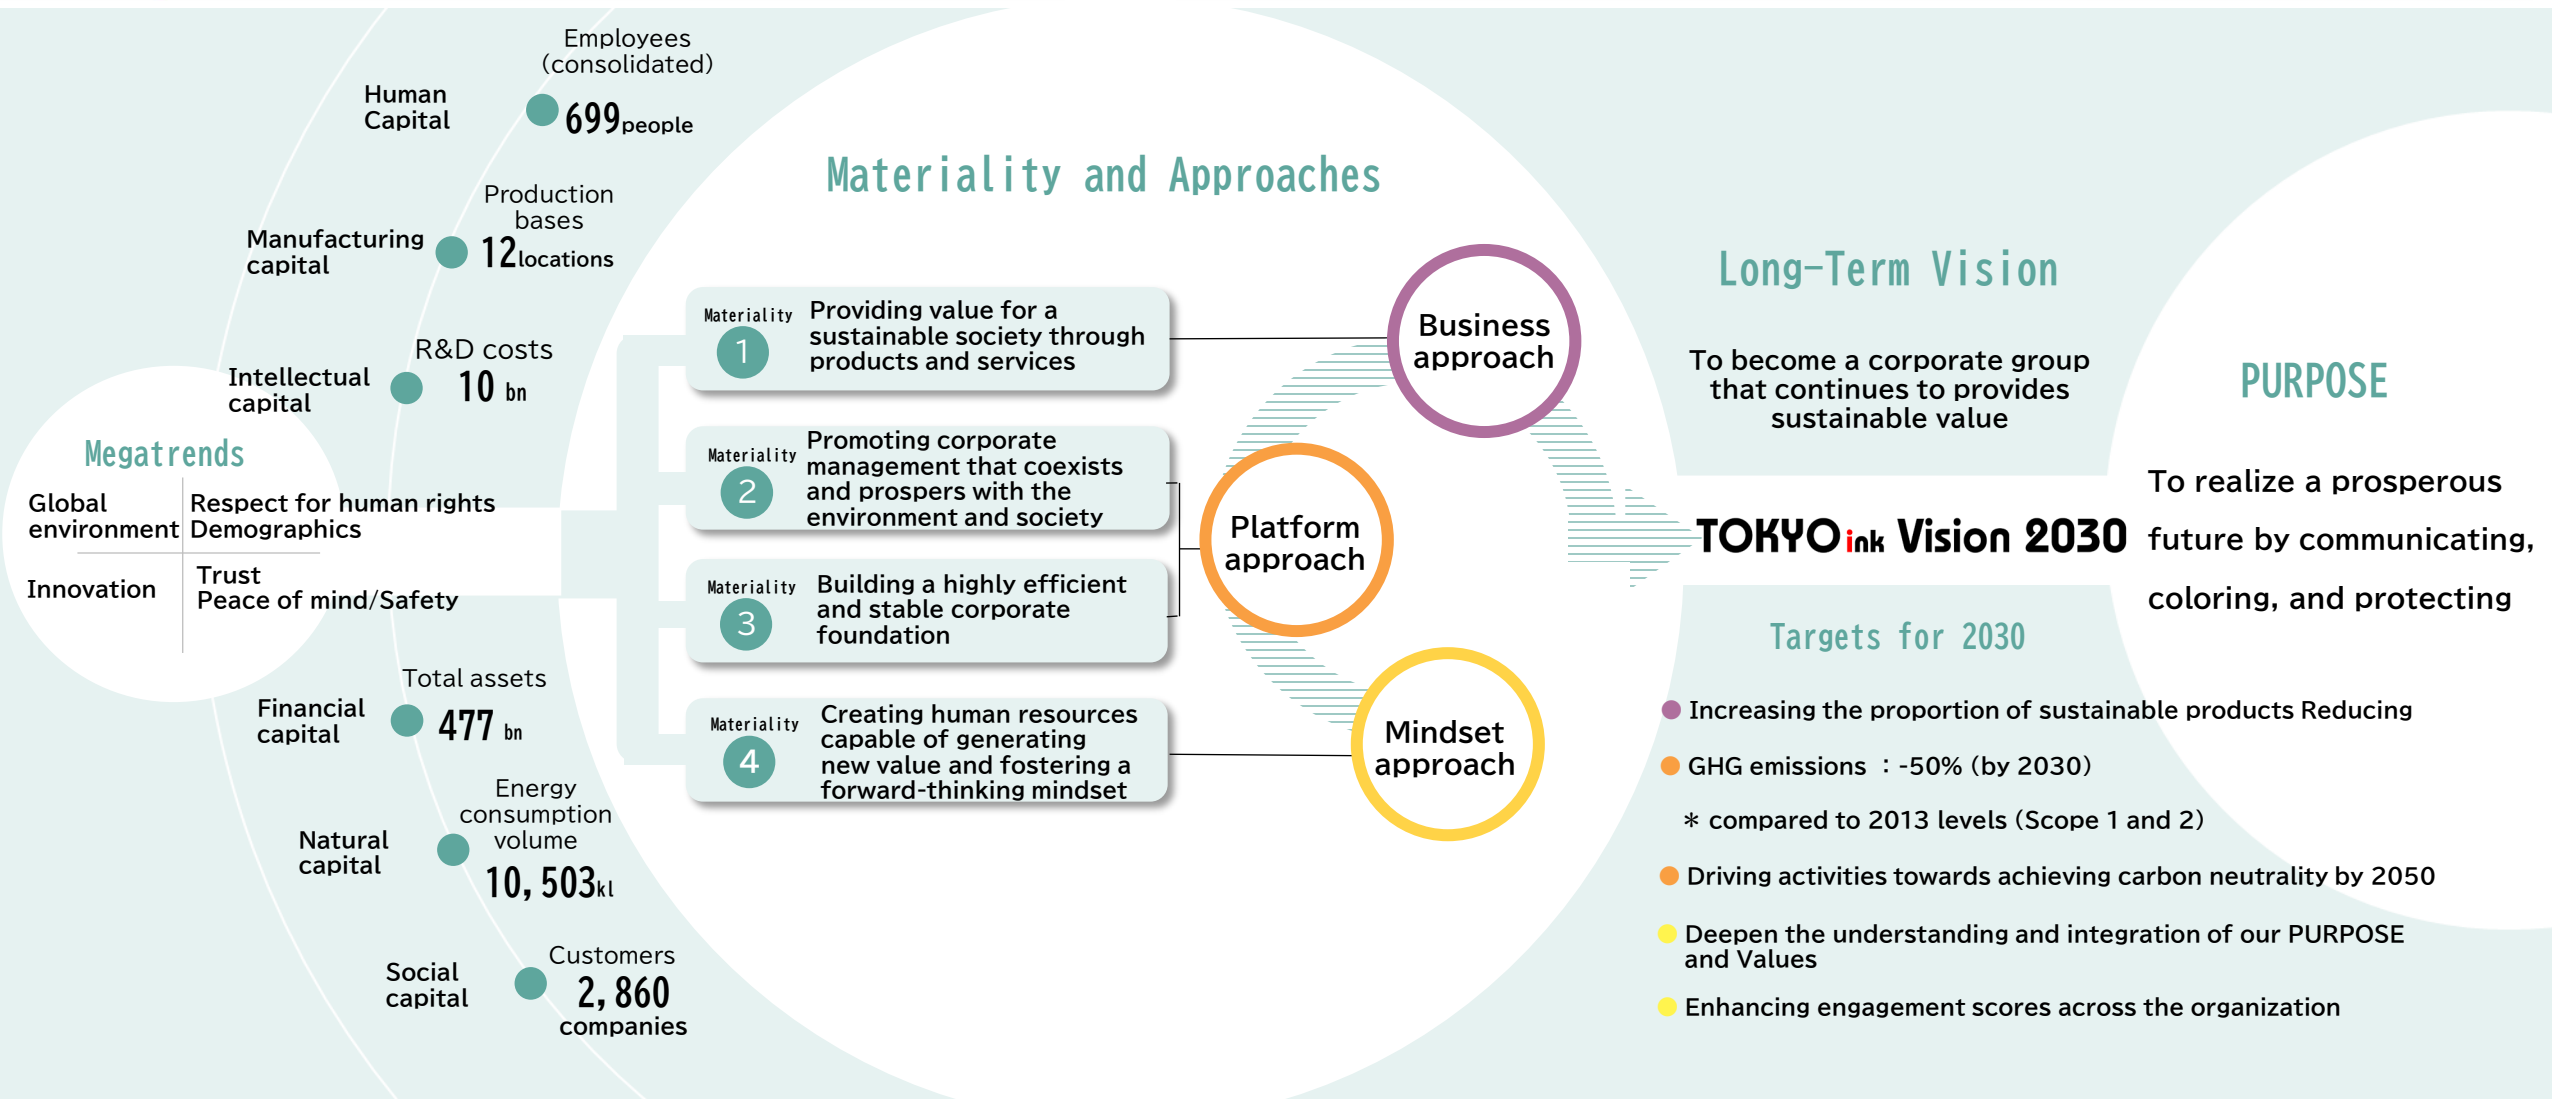 Employees
(consolidated)
Human
Capital
699people
Production
bases
Manufacturing
capital
12locations
R&D costs
Intellectual
capital
10 bn
Megatrends
Global
environment
Respect for human rights
Demographics
Innovation
Trust
Peace of mind/Safety
Total assets
Financial
capital
477 bn
Energy
consumption
volume
Natural
capital
10,503kl
Customers
Social
capital
2,860
companies
Materiality and Approaches
Materiality
1
Providing value for a
sustainable society through
products and services
Materiality
2
Promoting corporate
management that coexists
and prospers with the
environment and society
Materiality
3
Building a highly efficient
and stable corporate
foundation
Materiality
4
Creating human resources
capable of generating
new value and fostering a
forward-thinking mindset
Business
approach
Platform
approach
Mindset
approach
Long-Term Vision
To become a corporate group
that continues to provides
sustainable value
TOKYO ink Vision 2030
Targets for 2030
Increasing the proportion of sustainable products Reducing
GHG emissions ：-50% (by 2030)
＊ compared to 2013 levels (Scope 1 and 2)
Driving activities towards achieving carbon neutrality by 2050
Deepen the understanding and integration of our PURPOSE
and Values
Enhancing engagement scores across the organization
PURPOSE
To realize a prosperous
future by communicating,
coloring, and protecting